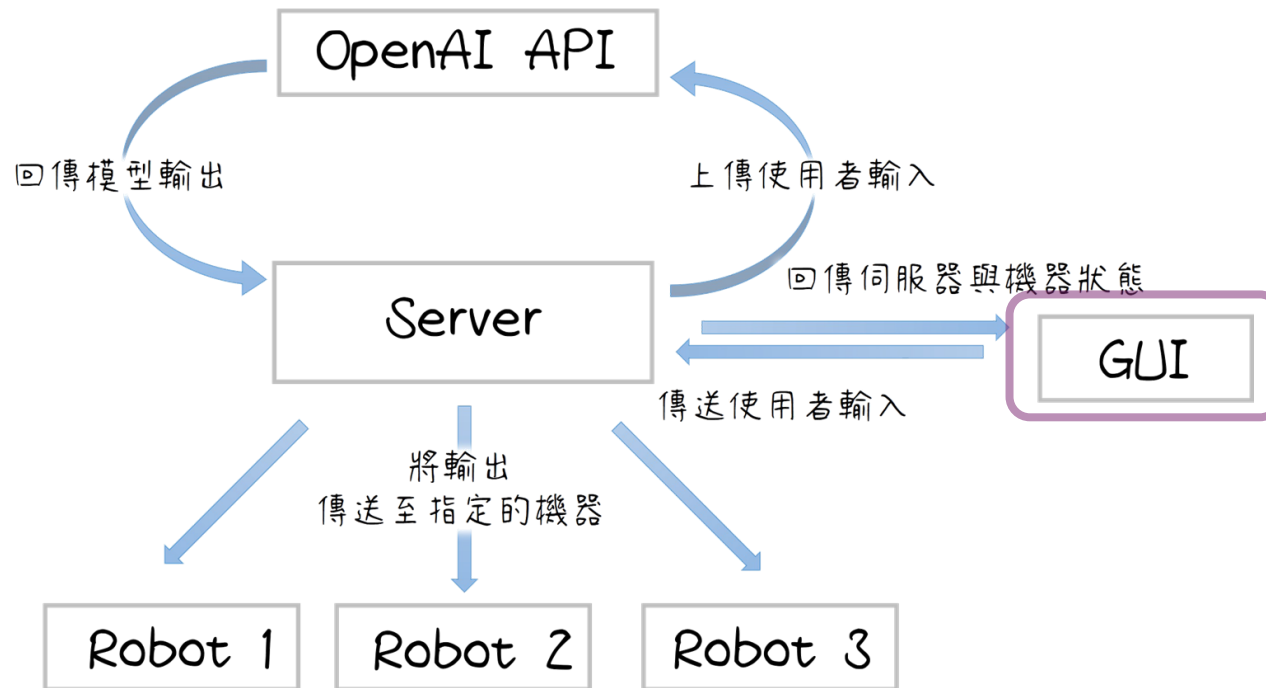 OpenAI API
回傳模型輸出
上傳使用者輸入
回傳伺服器與機器狀態
Server
GUI
傳送使用者輸入
將輸出
傳送至指定的機器
Robot 1
Robot 2
Robot 3